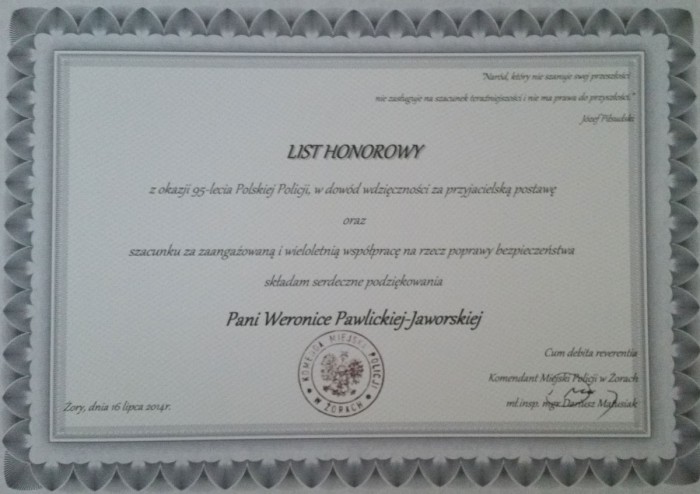 "Naród, który nie szanuje swej przeszłości
nie zasługuje na szacunek teraźniejszości i nie ma prawa do przyszłości."
Józef Piłsudski
LIST HONOROWY
z okazji 95-lecia Polskiej Policji, w dowód wdzięczności za przyjacielską postawę
oraz
szacunku za zaangażowaną i wieloletnią współpracę na rzecz poprawy bezpieczeństwa
składam serdeczne podziękowania
Pani Weronice Pawlickiej-Jaworskiej
KOMENDA MIEJSKA POLICJI
W ŻORACH
Cum debita reverentia
Komendant Miejski Policji w Żorach
mł.insp. mgr Dariusz Matusiak
Żory, dnia 16 lipca 2014r.